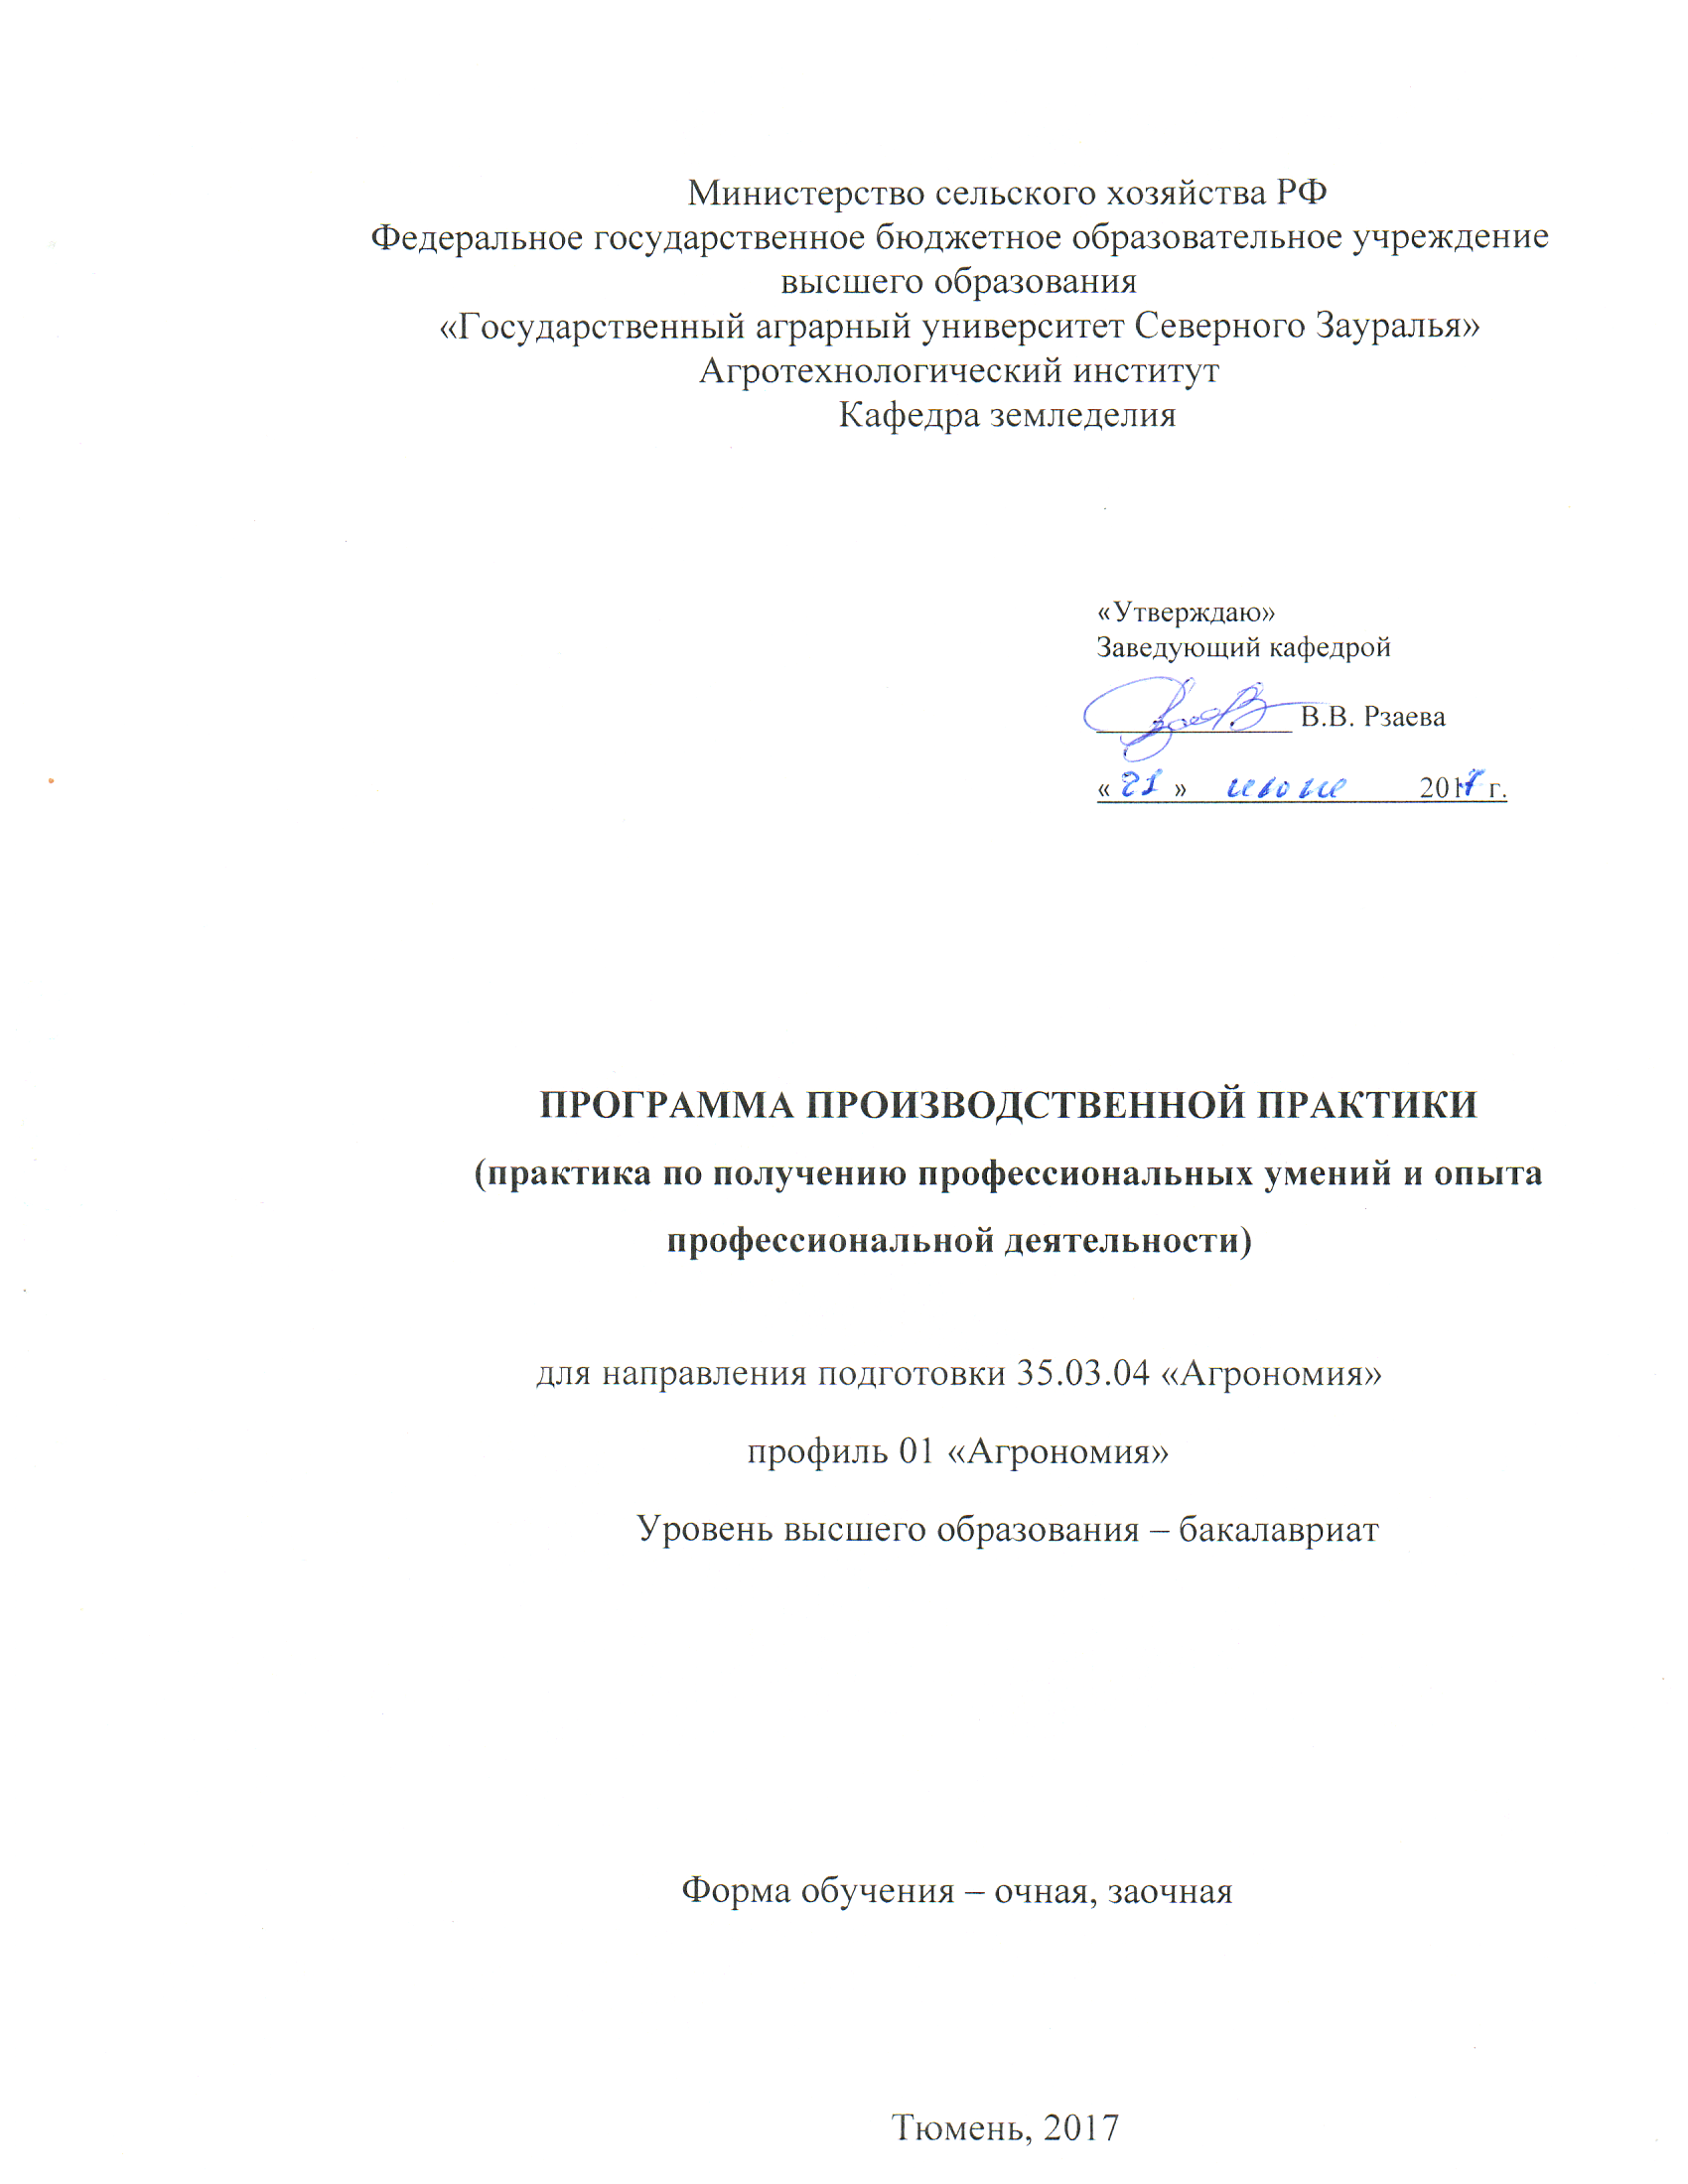 Министерство сельского хозяйства РФ
Федеральное государственное бюджетное образовательное учреждение
высшего образования
«Государственный аграрный университет Северного Зауралья»
Агротехнологический институт
Кафедра земледелия
«Утверждаю»
Заведующий кафедрой
В.В. Рзаева
«21» июня 2017 г.
ПРОГРАММА ПРОИЗВОДСТВЕННОЙ ПРАКТИКИ
(практика по получению профессиональных умений и опыта
профессиональной деятельности)
для направления подготовки 35.03.04 «Агрономия»
профиль 01 «Агрономия»
Уровень высшего образования – бакалавриат
Форма обучения – очная, заочная
Тюмень, 2017